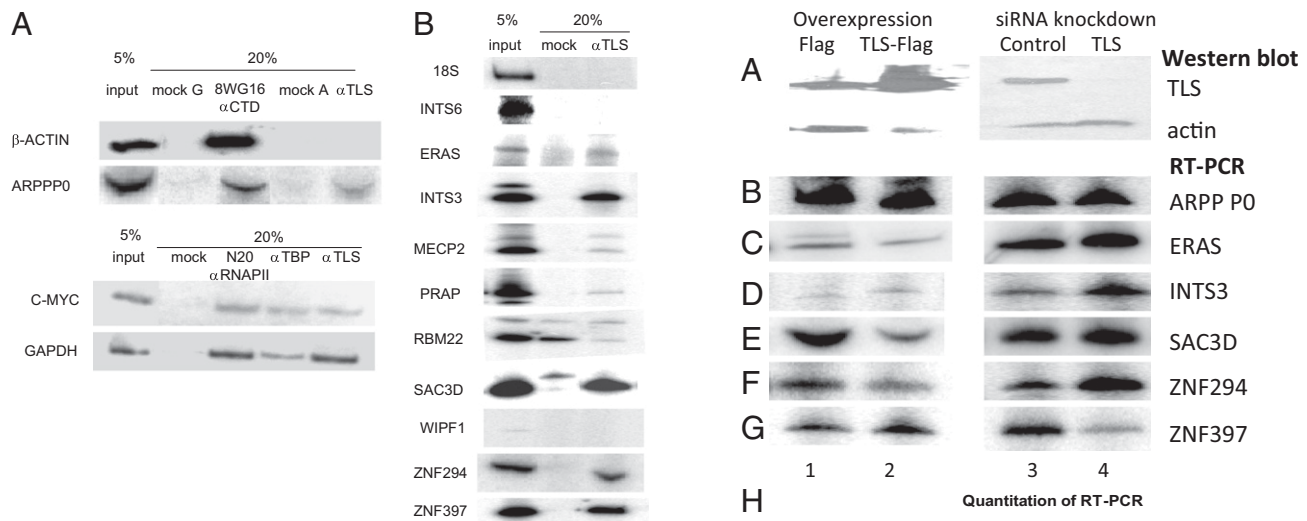 A
5%
20%
input
mock G
8WG16
αCTD
mock A
αTLS
β-ACTIN
ARPPP0
5%
20%
input
mock
N20
αRNAPII
αTBP
αTLS
C-MYC
GAPDH
B
5%
20%
input
mock
αTLS
18S
INTS6
ERAS
INTS3
MECP2
PRAP
RBM22
SAC3D
WIPF1
ZNF294
ZNF397
Overexpression
Flag TLS-Flag
siRNA knockdown
Control TLS
Western blot
A
TLS
actin
RT-PCR
B
ARPP P0
C
ERAS
D
INTS3
E
SAC3D
F
ZNF294
G
ZNF397
1 2 3 4
H
Quantitation of RT-PCR